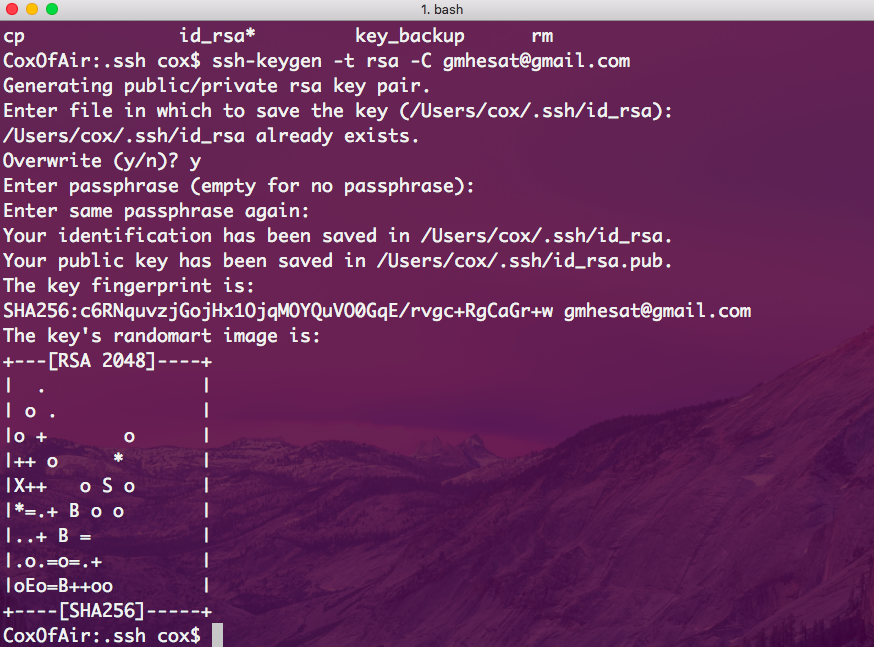 1. bash
cp              id_rsa*         key_backup      rm
CoxOfAir:.ssh cox$ ssh-keygen -t rsa -C gmhesat@gmail.com
Generating public/private rsa key pair.
Enter file in which to save the key (/Users/cox/.ssh/id_rsa):
/Users/cox/.ssh/id_rsa already exists.
Overwrite (y/n)? y
Enter passphrase (empty for no passphrase):
Enter same passphrase again:
Your identification has been saved in /Users/cox/.ssh/id_rsa.
Your public key has been saved in /Users/cox/.ssh/id_rsa.pub.
The key fingerprint is:
SHA256:c6RNquvzjGojHx1OjqMOYQuVO0GqE/rvgc+RgCaGr+w gmhesat@gmail.com
The key's randomart image is:
+---[RSA 2048]----+
|  .              |
| o .             |
|o +       o      |
|++ o     *       |
|X++   o S o      |
|*=.+ B o o       |
|..+ B =          |
|.o.=o=.+         |
|oEo=B++oo        |
+----[SHA256]-----+
CoxOfAir:.ssh cox$